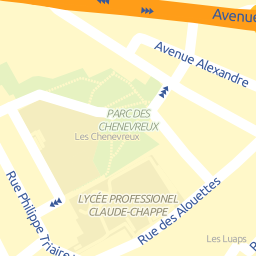 Avenue
Avenue Alexandre
PARC DES
CHENEVREUX
Les Chenevreux
LYCÉE PROFESSIONEL
CLAUDE-CHAPPE
Rue Philippe Triaire
Rue des Alouettes
Les Luaps